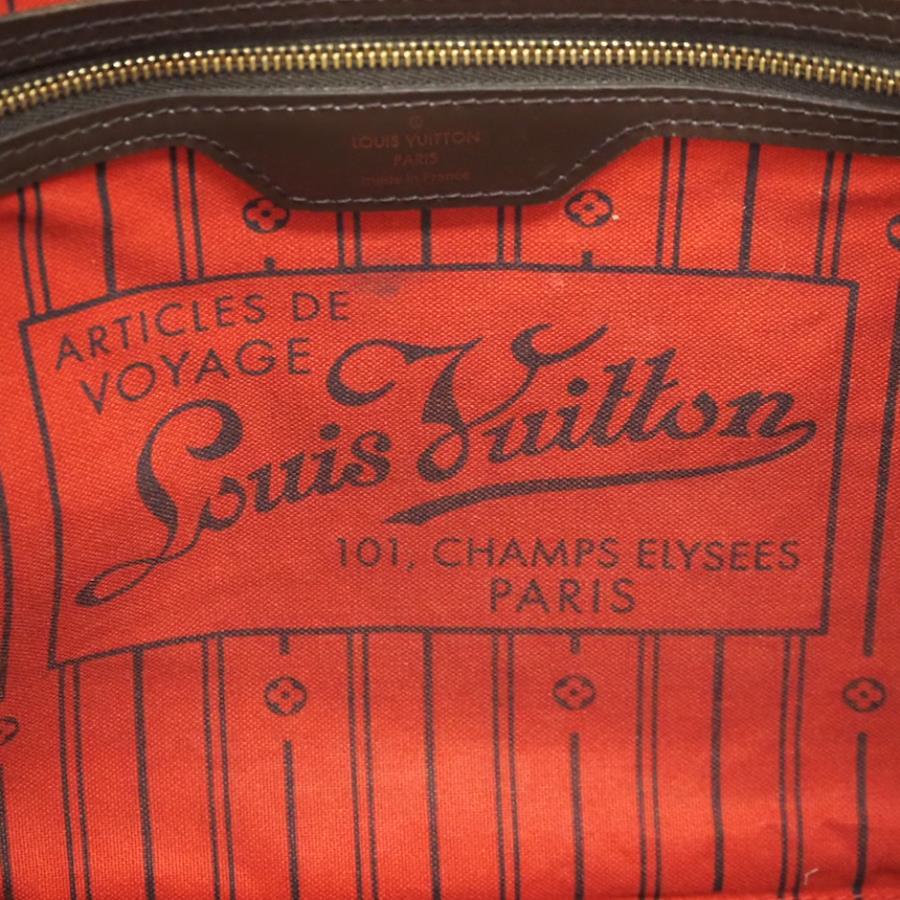 ®
LOUIS VUITTON
PARIS
made in France
ARTICLES DE
VOYAGE
Louis Vuitton
101, CHAMPS ELYSEES
PARIS